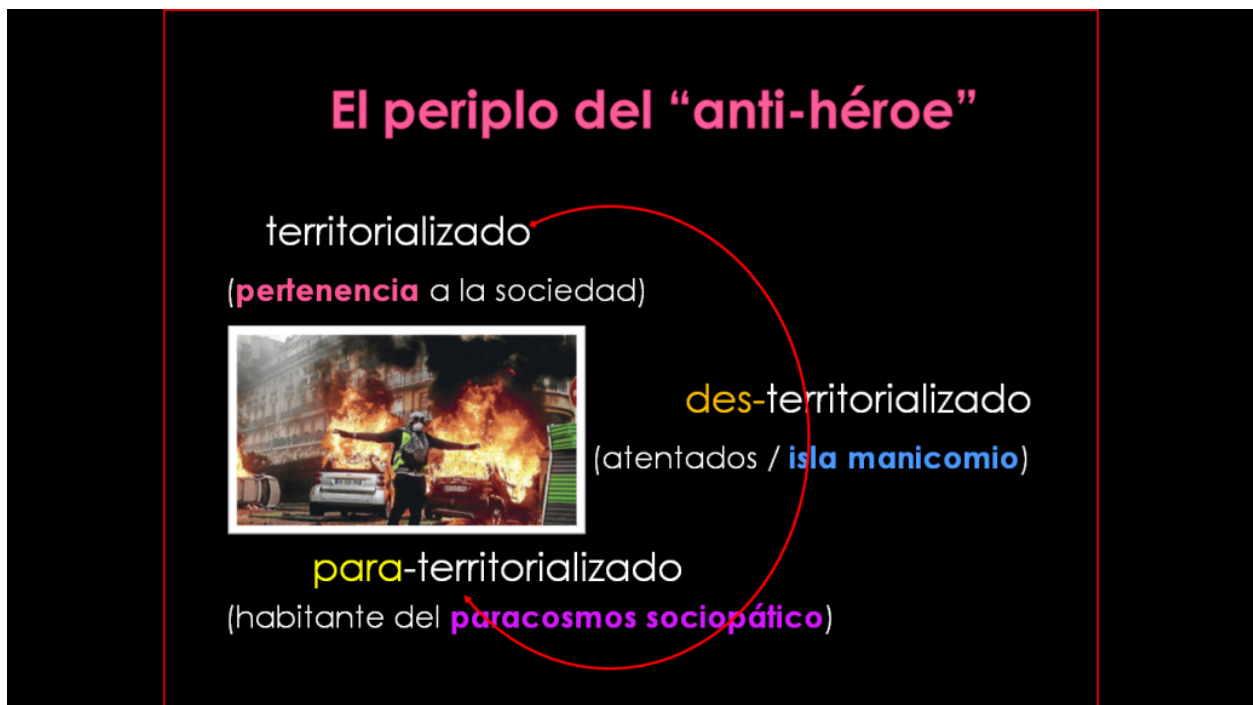 El periplo del “anti-héroe”
territorializado
(pertenencia a la sociedad)
des-territorializado
(atentados / isla manicomio)
para-territorializado
(habitante del paracosmos sociopático)